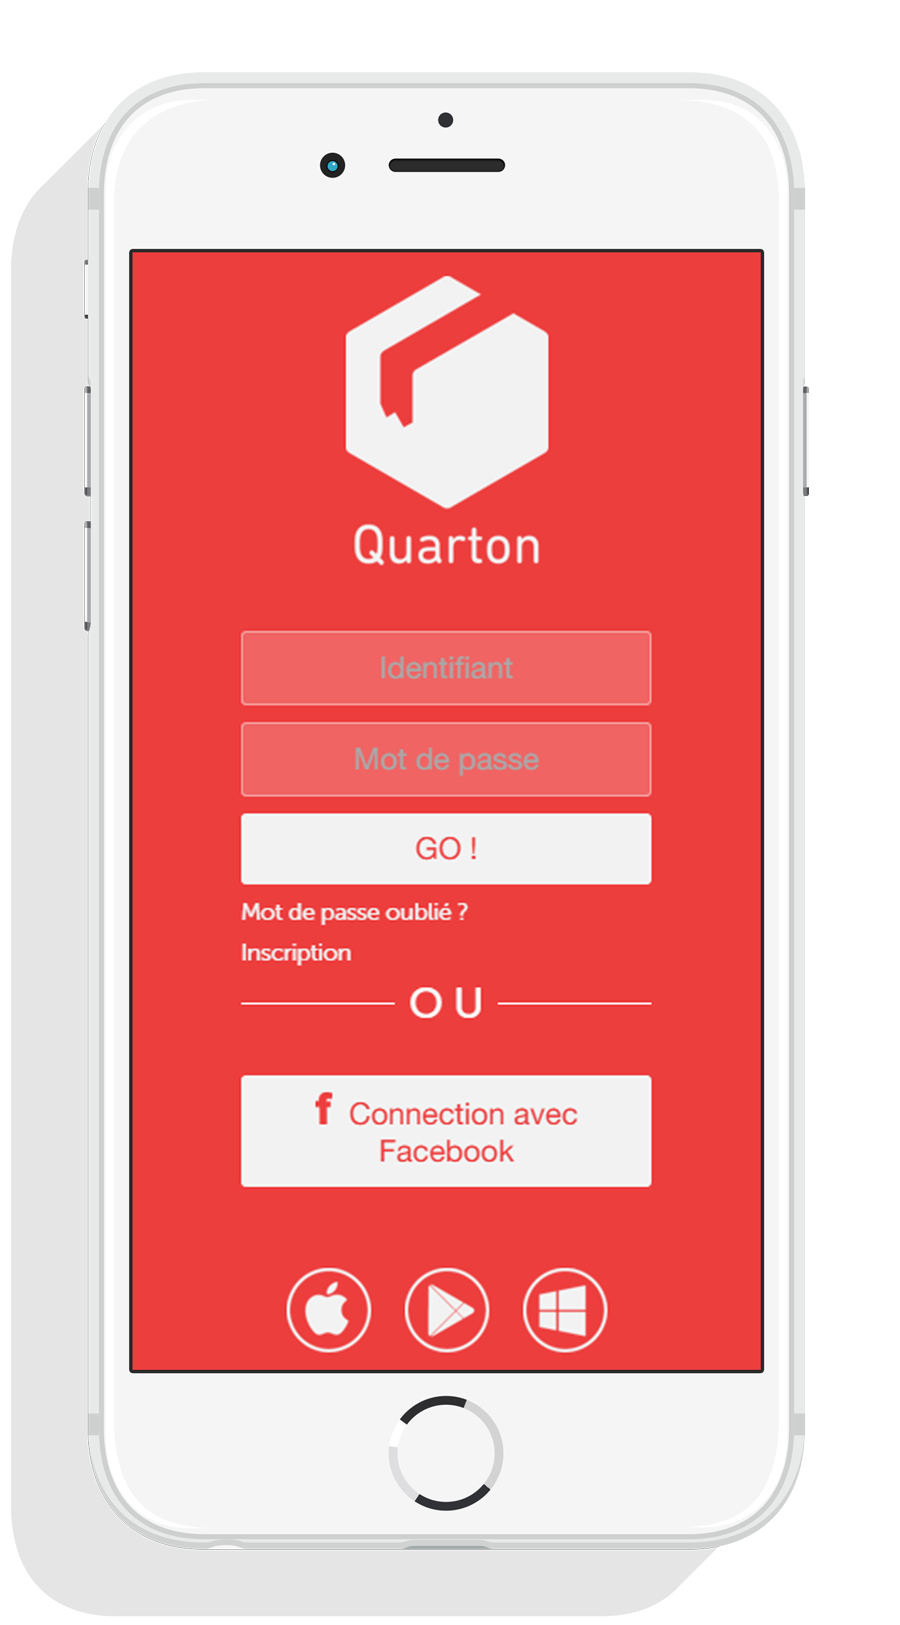 Quarton
Identifiant
Mot de passe
GO !
Mot de passe oublié ?
Inscription
OU
f Connection avec
Facebook